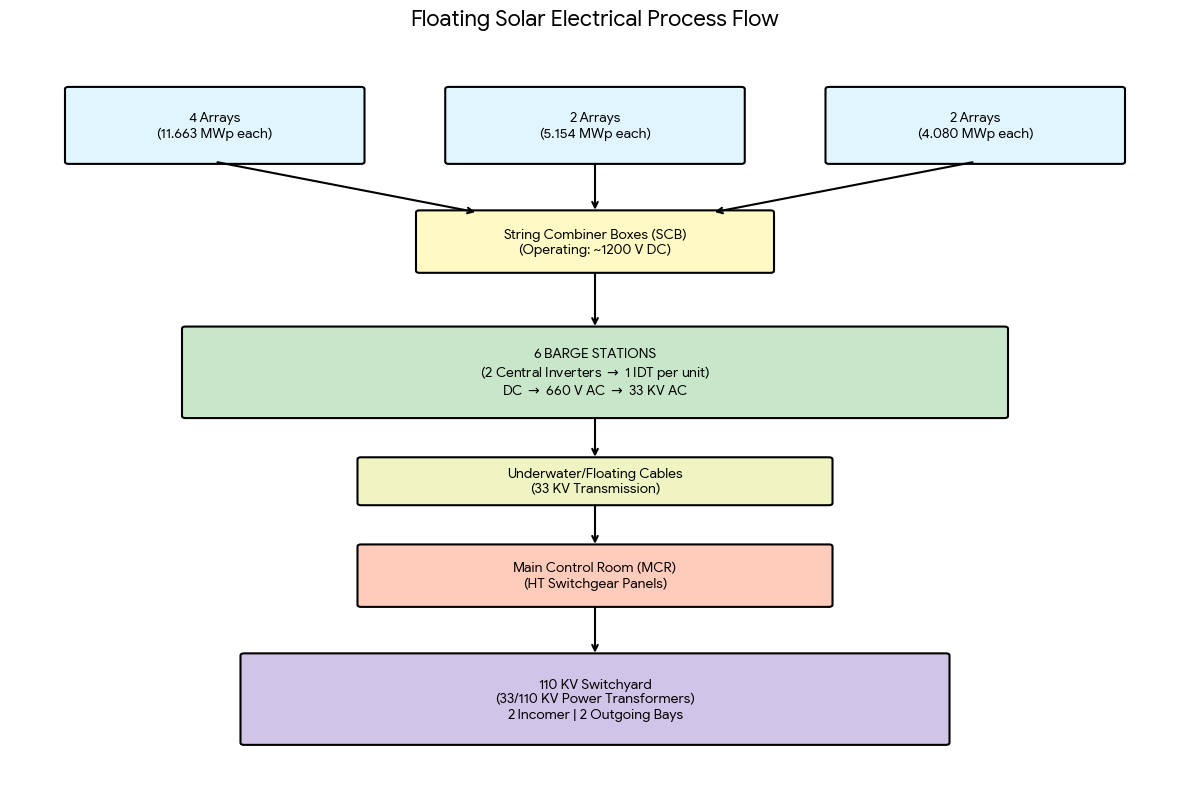 Floating Solar Electrical Process Flow
4 Arrays
(11.663 MWp each)
2 Arrays
(5.154 MWp each)
2 Arrays
(4.080 MWp each)
String Combiner Boxes (SCB)
(Operating: ~1200 V DC)
6 BARGE STATIONS
(2 Central Inverters → 1 IDT per unit)
DC → 660 V AC → 33 KV AC
Underwater/Floating Cables
(33 KV Transmission)
Main Control Room (MCR)
(HT Switchgear Panels)
110 KV Switchyard
(33/110 KV Power Transformers)
2 Incomer | 2 Outgoing Bays